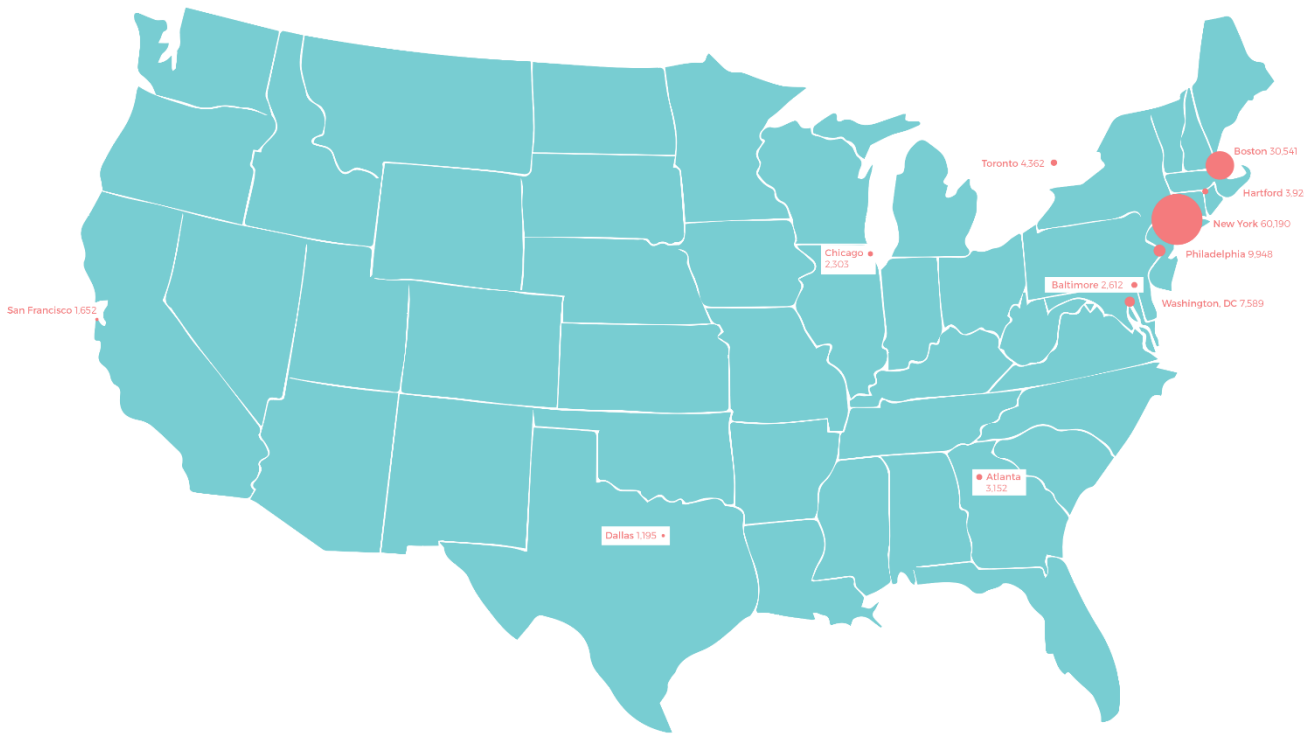 Boston 30,541
Toronto 4,362
Hartford 3,92
New York 60,190
Chicago
2,303
Philadelphia 9,948
Baltimore 2,612
Washington, DC 7,589
San Francisco 1,652
Atlanta
3,152
Dallas 1,195